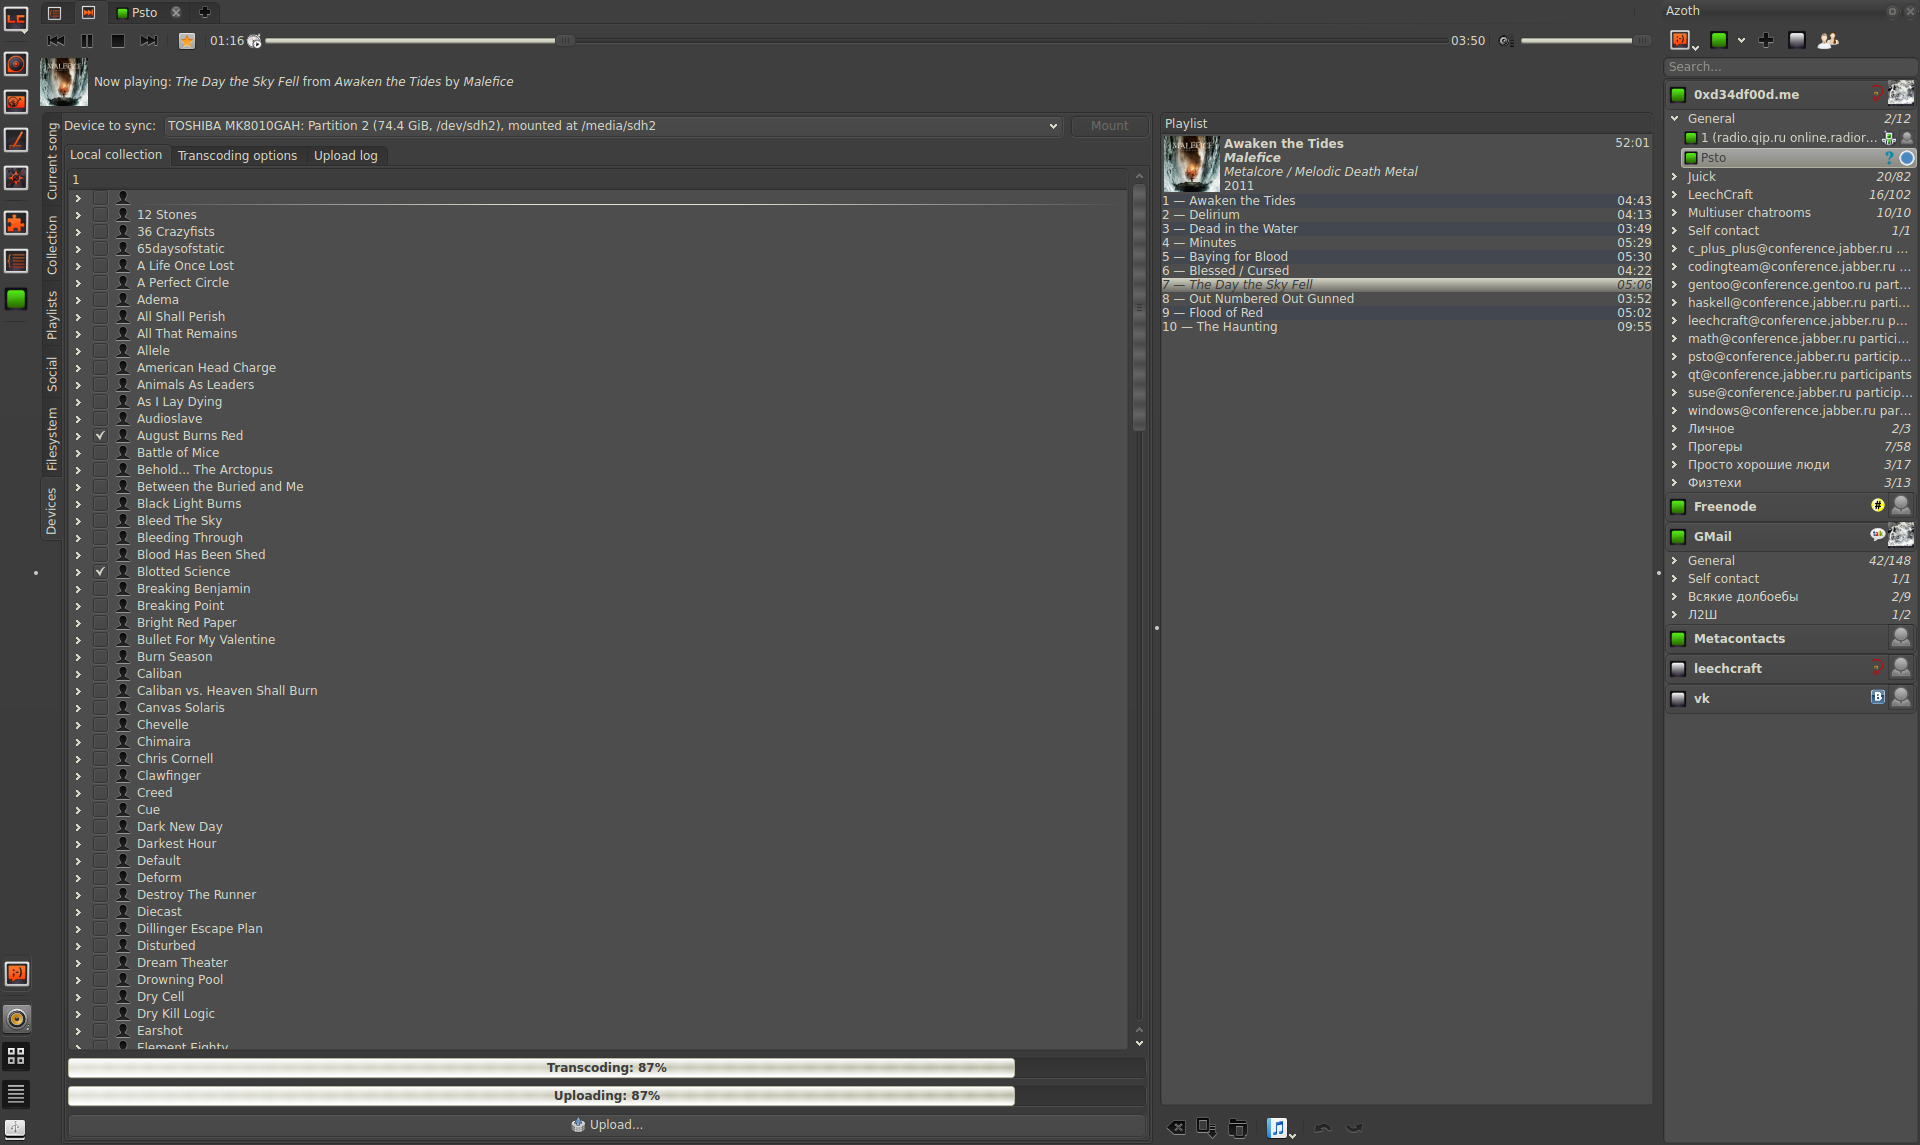 Psto
01:16
03:50
Now playing: The Day the Sky Fell from Awaken the Tides by Malefice
Device to sync: TOSHIBA MK8010GAH: Partition 2 (74.4 GiB, /dev/sdh2), mounted at /media/sdh2
Mount
Current song
Collection
Playlists
Social
Filesystem
Devices
Local collection
Transcoding options
Upload log
1
12 Stones
36 Crazyfists
65daysofstatic
A Life Once Lost
A Perfect Circle
Adema
All Shall Perish
All That Remains
Allele
American Head Charge
Animals As Leaders
As I Lay Dying
Audioslave
August Burns Red
Battle of Mice
Behold... The Arctopus
Between the Buried and Me
Black Light Burns
Bleed The Sky
Bleeding Through
Blood Has Been Shed
Blotted Science
Breaking Benjamin
Breaking Point
Bright Red Paper
Bullet For My Valentine
Burn Season
Caliban
Caliban vs. Heaven Shall Burn
Canvas Solaris
Chevelle
Chimaira
Chris Cornell
Clawfinger
Creed
Cue
Dark New Day
Darkest Hour
Default
Deform
Destroy The Runner
Diecast
Dillinger Escape Plan
Disturbed
Dream Theater
Drowning Pool
Dry Cell
Dry Kill Logic
Earshot
Element Eighty
Transcoding: 87%
Uploading: 87%
Upload...
Playlist
Awaken the Tides 52:01
Malefice
Metalcore / Melodic Death Metal
2011
1 — Awaken the Tides 04:43
2 — Delirium 04:13
3 — Dead in the Water 03:49
4 — Minutes 05:29
5 — Baying for Blood 05:30
6 — Blessed / Cursed 04:22
7 — The Day the Sky Fell 05:06
8 — Out Numbered Out Gunned 03:52
9 — Flood of Red 05:02
10 — The Haunting 09:55
Azoth
Search...
0xd34df00d.me
General 2/12
1 (radio.qip.ru online.radior...
Psto
Juick 20/82
LeechCraft 16/102
Multiuser chatrooms 10/10
Self contact 1/1
c_plus_plus@conference.jabber.ru ...
codingteam@conference.jabber.ru ...
gentoo@conference.gentoo.ru part...
haskell@conference.jabber.ru parti...
leechcraft@conference.jabber.ru p...
math@conference.jabber.ru partici...
psto@conference.jabber.ru particip...
qt@conference.jabber.ru participants
suse@conference.jabber.ru particip...
windows@conference.jabber.ru par...
Личное 2/3
Прогеры 7/58
Просто хорошие люди 3/17
Физтехи 3/13
Freenode
GMail
General 42/148
Self contact 1/1
Всякие долбоебы 2/9
Л2Ш 1/2
Metacontacts
leechcraft
vk